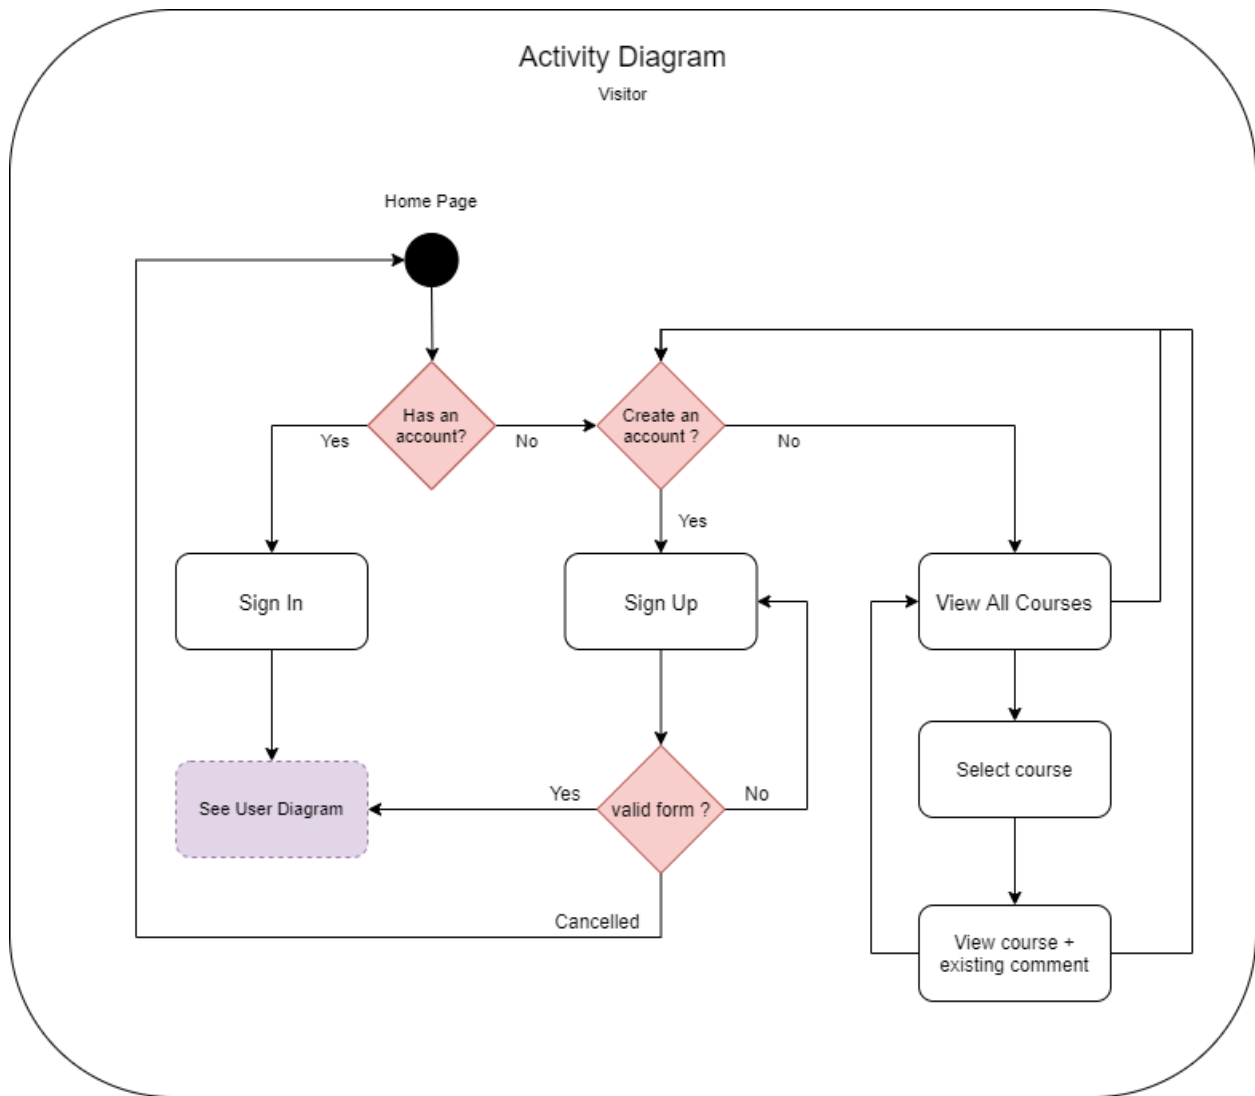 Activity Diagram
Visitor
Home Page
Has an
account?
Create an
account ?
Yes
No
No
Yes
Sign In
Sign Up
View All Courses
Select course
See User Diagram
Yes
valid form ?
No
Cancelled
View course +
existing comment